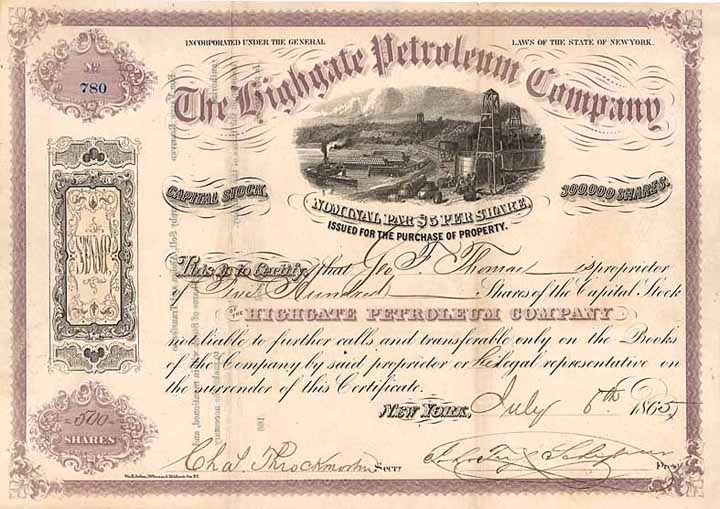 No
780
INCORPORATED UNDER THE GENERAL LAWS OF THE STATE OF NEW YORK.
The Highgate Petroleum Company
CAPITAL STOCK, 300,000 SHARES.
NOMINAL PAR $5 PER SHARE
ISSUED FOR THE PURCHASE OF PROPERTY.
This is to Certify, that Geo F. Thomas is proprietor
of Five Hundred Shares of the Capital Stock
OF THE HIGHGATE PETROLEUM COMPANY
not liable to further calls and transferable only on the Books
of the Company by said proprietor or His legal representative on
the surrender of this Certificate.
NEW YORK, July 6th 1865
STAMP.
500
SHARES
Chas. Throckmorton Secy.
Prest.